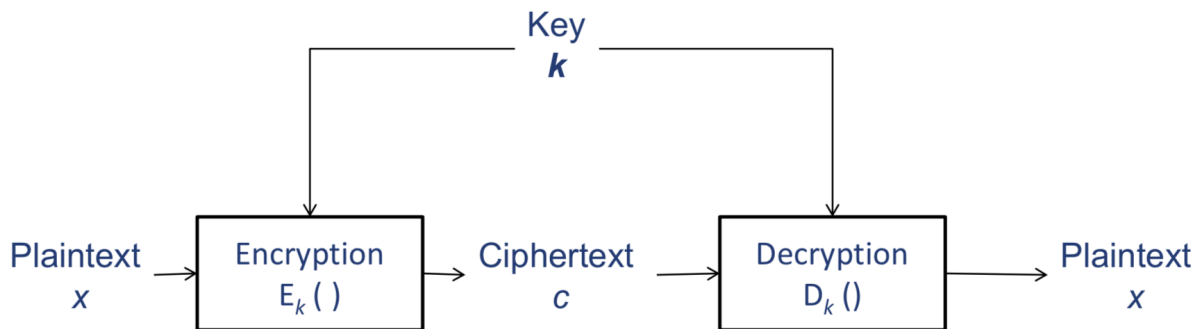 Key
k
Plaintext
x
Encryption
Ek ( )
Ciphertext
c
Decryption
Dk ()
Plaintext
x